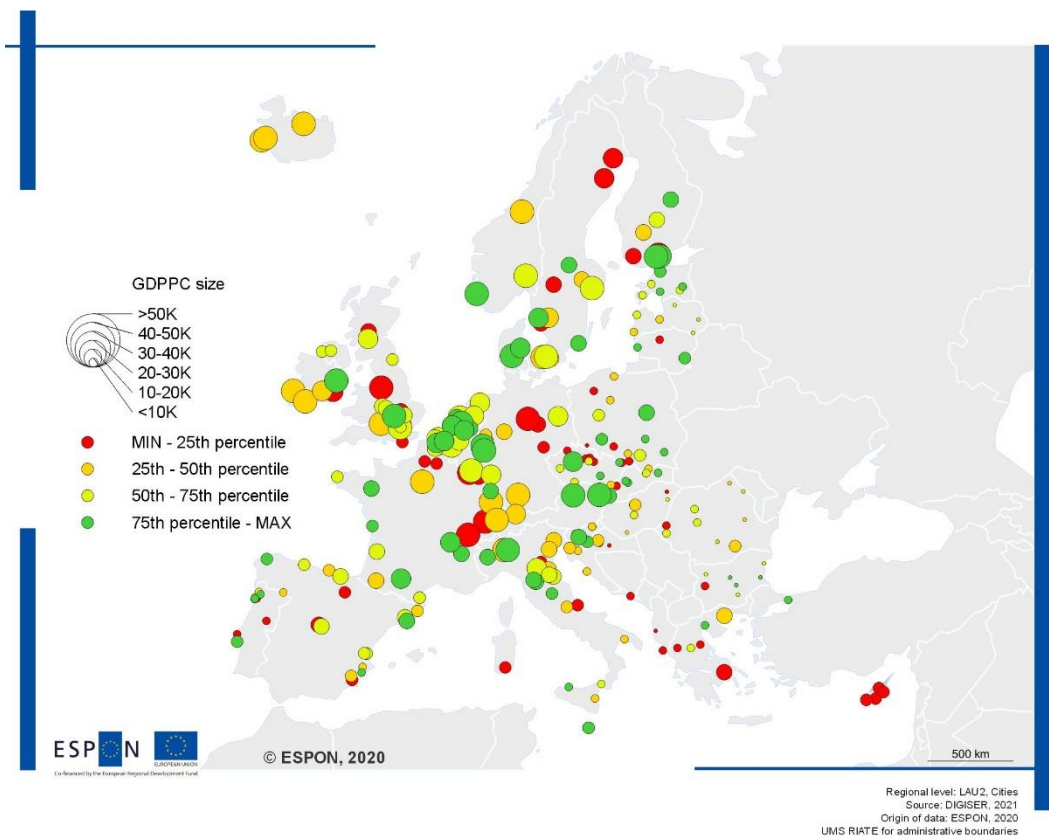 GDPPC size
>50K
40-50K
30-40K
20-30K
10-20K
<10K
MIN - 25th percentile
25th - 50th percentile
50th - 75th percentile
75th percentile - MAX
ESPON
EUROPEAN UNION
Co-financed by the European Regional Development Fund
© ESPON, 2020
500 km
Regional level: LAU2, Cities
Source: DIGISER, 2021
Origin of data: ESPON, 2020
UMS RIATE for administrative boundaries